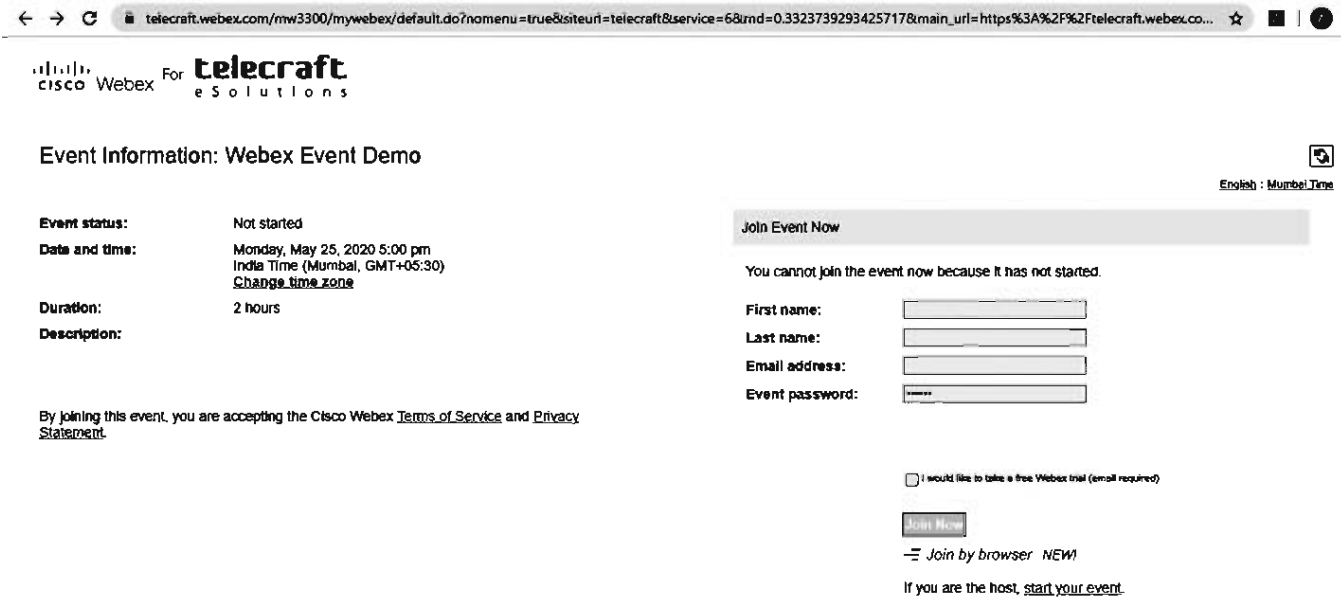 telecraft.webex.com/mw3300/mywebex/default.do?nomenu=true&siteurl=telecraft&service=6&rnd=0.3323739293425717&main_url=https%3A%2F%2Ftelecraft.webex.co...
cisco Webex For telecraft
eSolutions
Event Information: Webex Event Demo
English : Mumbai Time
Event status: Not started
Date and time: Monday, May 25, 2020 5:00 pm
India Time (Mumbai, GMT+05:30)
Change time zone
Duration: 2 hours
Description:
By joining this event, you are accepting the Cisco Webex Terms of Service and Privacy
Statement.
Join Event Now
You cannot join the event now because it has not started.
First name:
Last name:
Email address:
Event password:
I would like to take a free Webex trial (email required)
Join Now
Join by browser NEW!
If you are the host, start your event.